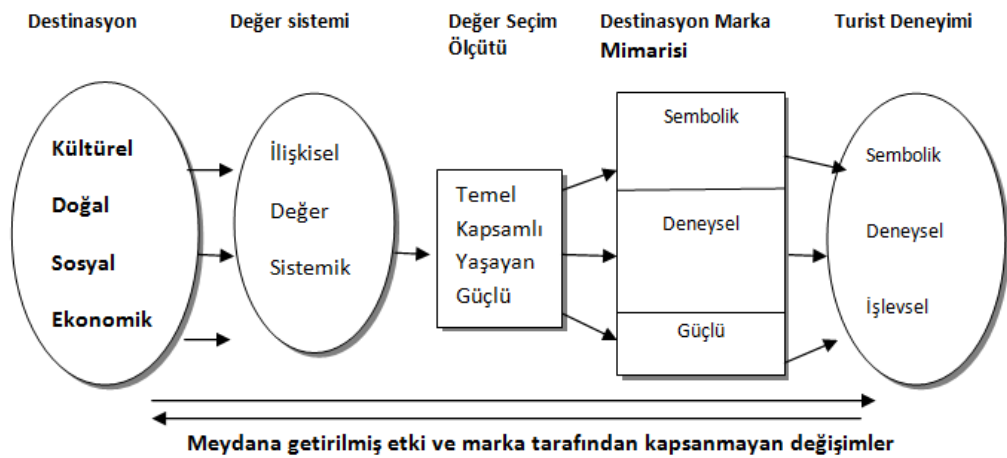 Destinasyon
Değer sistemi
Değer Seçim
Ölçütü
Destinasyon Marka
Mimarisi
Turist Deneyimi
Kültürel
Doğal
Sosyal
Ekonomik
İlişkisel
Değer
Sistemik
Temel
Kapsamlı
Yaşayan
Güçlü
Sembolik
Deneysel
Güçlü
Sembolik
Deneysel
İşlevsel
Meydana getirilmiş etki ve marka tarafından kapsanmayan değişimler